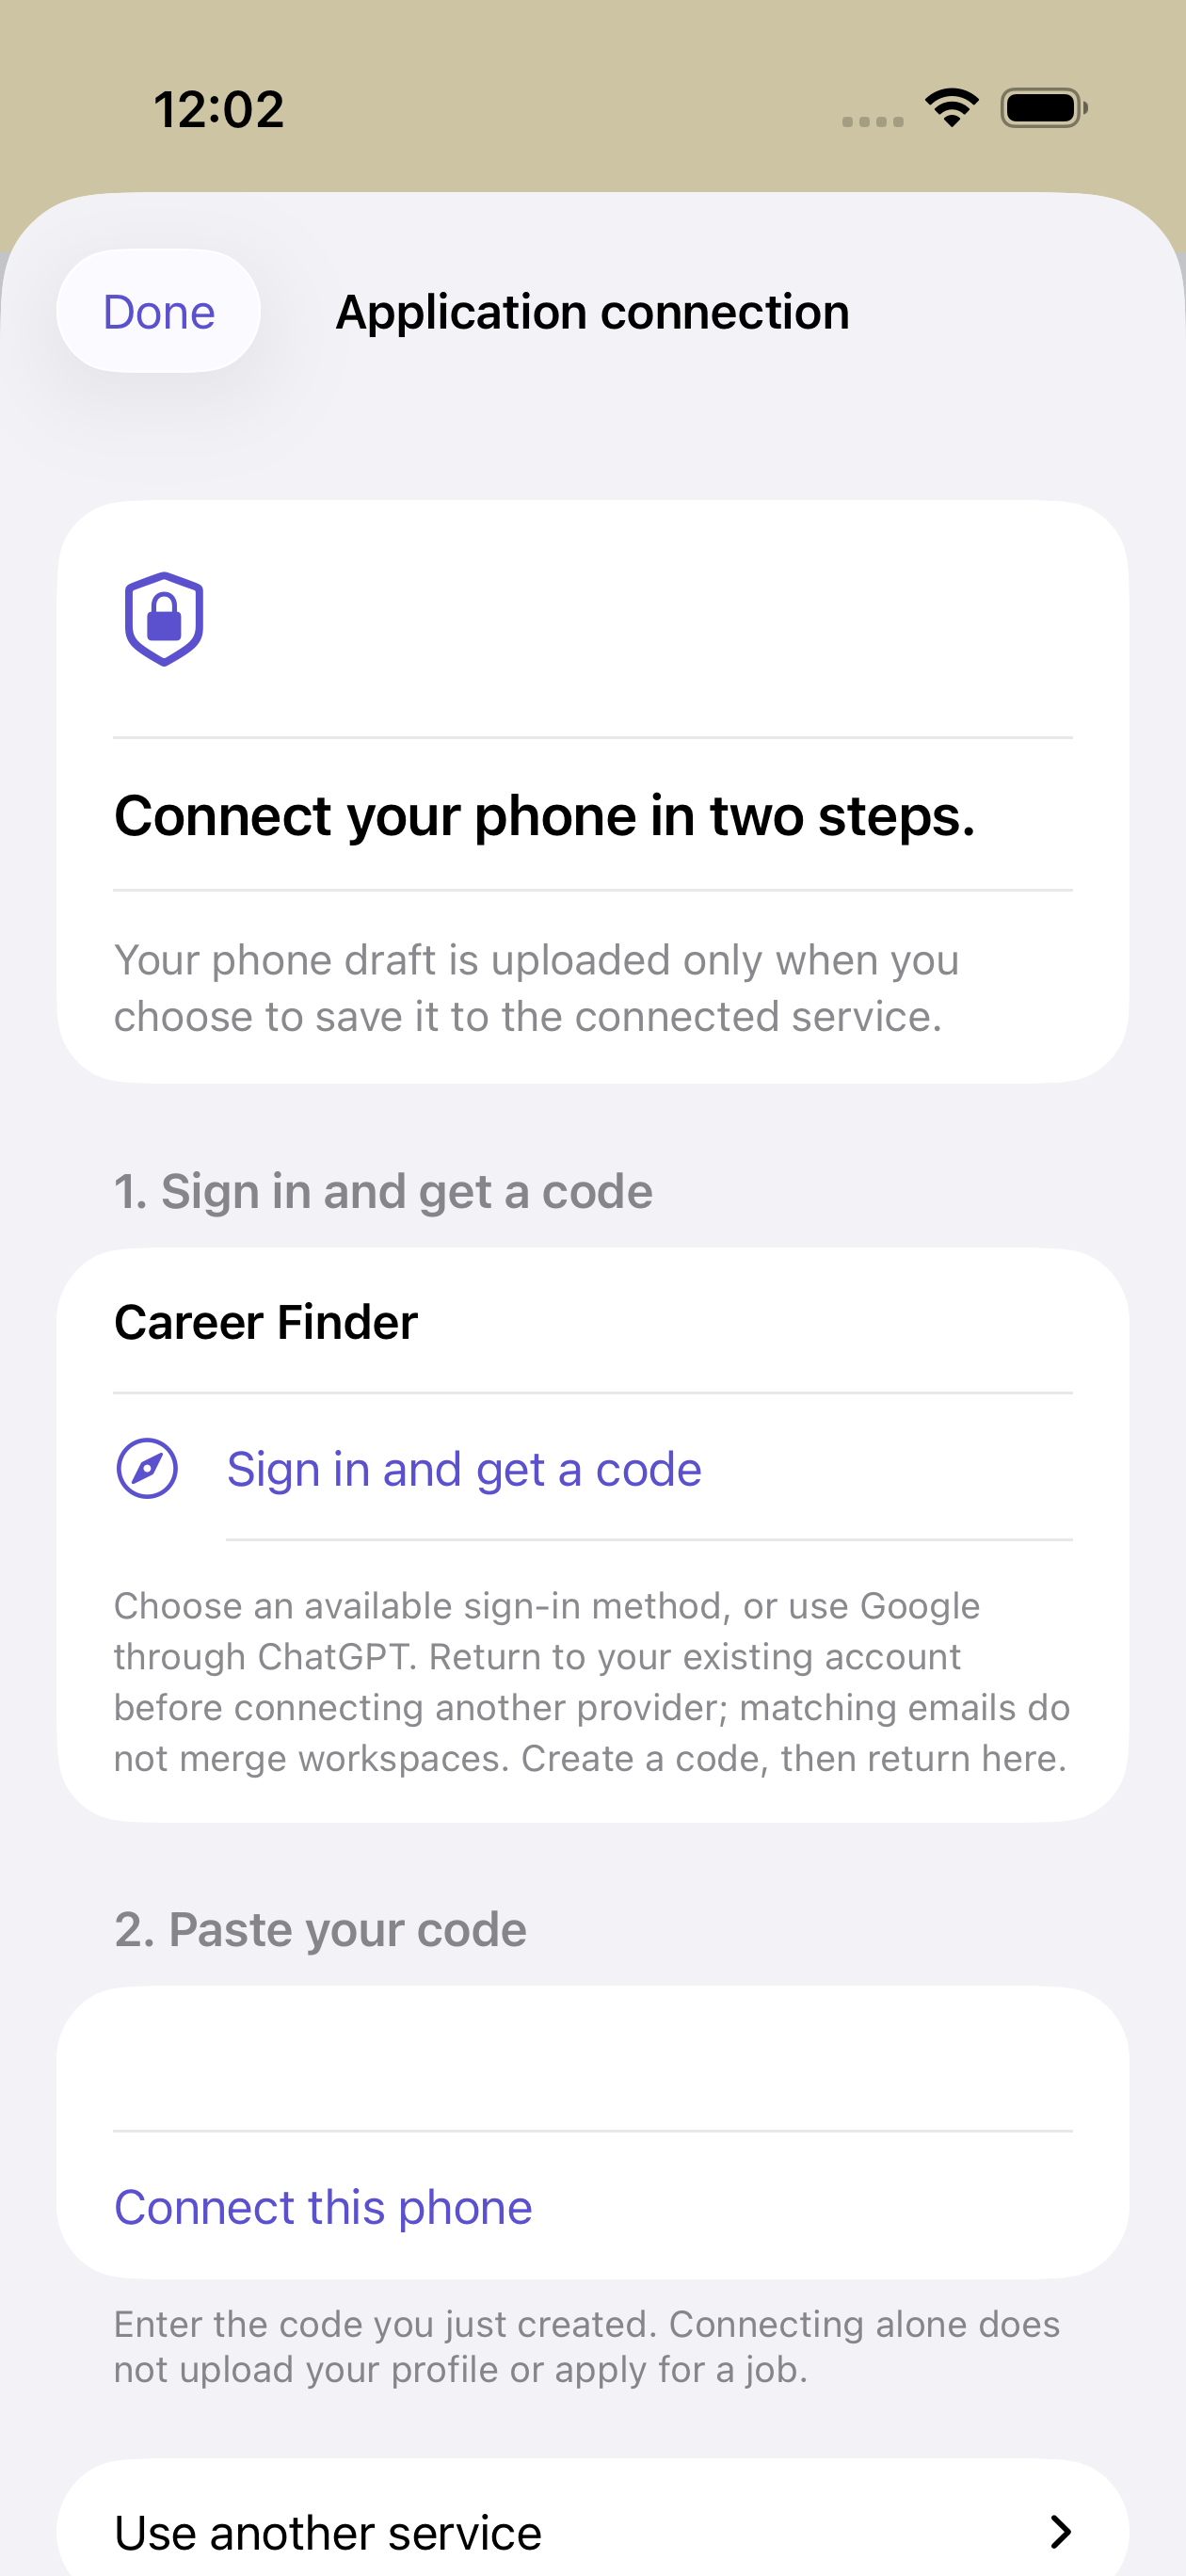 12:02
Done
Application connection
Connect your phone in two steps.
Your phone draft is uploaded only when you
choose to save it to the connected service.
1. Sign in and get a code
Career Finder
Sign in and get a code
Choose an available sign-in method, or use Google
through ChatGPT. Return to your existing account
before connecting another provider; matching emails do
not merge workspaces. Create a code, then return here.
2. Paste your code
Connect this phone
Enter the code you just created. Connecting alone does
not upload your profile or apply for a job.
Use another service